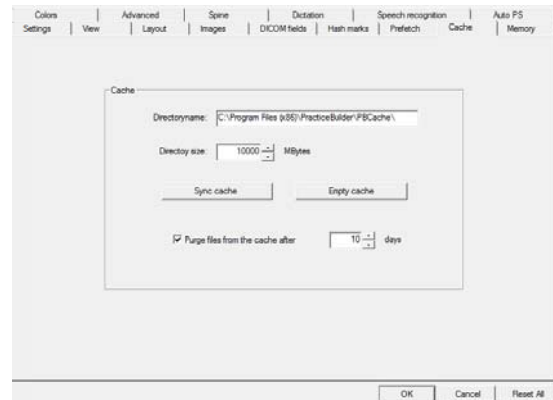 Colors Advanced Spine Dictation Speech recognition Auto PS
Settings View Layout Images DICOM fields Hash marks Prefetch Cache Memory
Cache
Directoryname: C:\Program Files (x86)\PracticeBuilder\PBCache\
Directoy size: 10000 MBytes
Sync cache Empty cache
Purge files from the cache after 10 days
OK Cancel Reset All